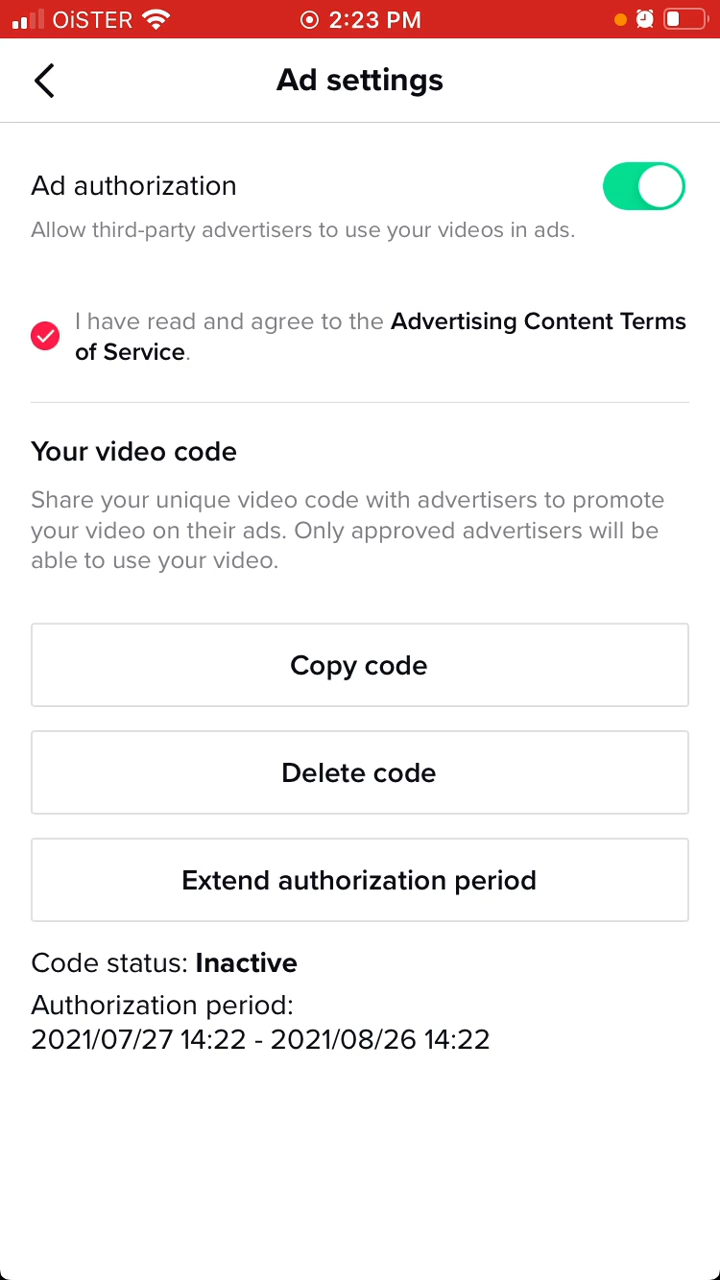 OiSTER 2:23 PM
Ad settings
Ad authorization
Allow third-party advertisers to use your videos in ads.
I have read and agree to the Advertising Content Terms
of Service.
Your video code
Share your unique video code with advertisers to promote
your video on their ads. Only approved advertisers will be
able to use your video.
Copy code
Delete code
Extend authorization period
Code status: Inactive
Authorization period:
2021/07/27 14:22 - 2021/08/26 14:22